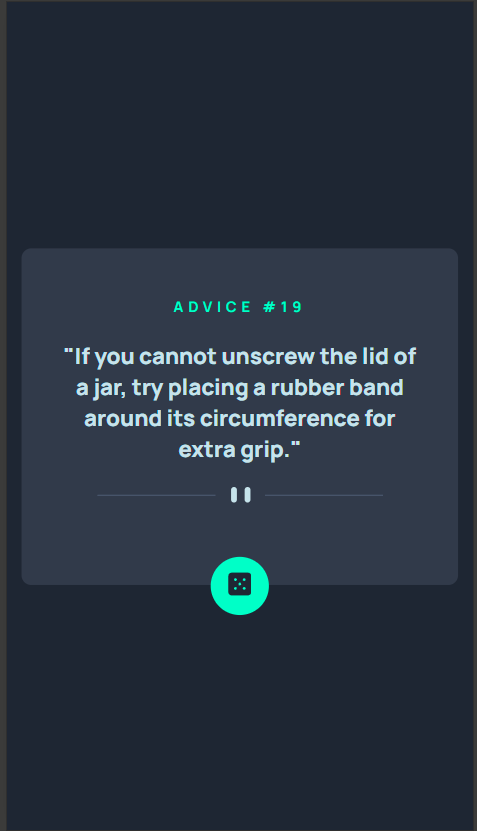 ADVICE #19
"If you cannot unscrew the lid of
a jar, try placing a rubber band
around its circumference for
extra grip."